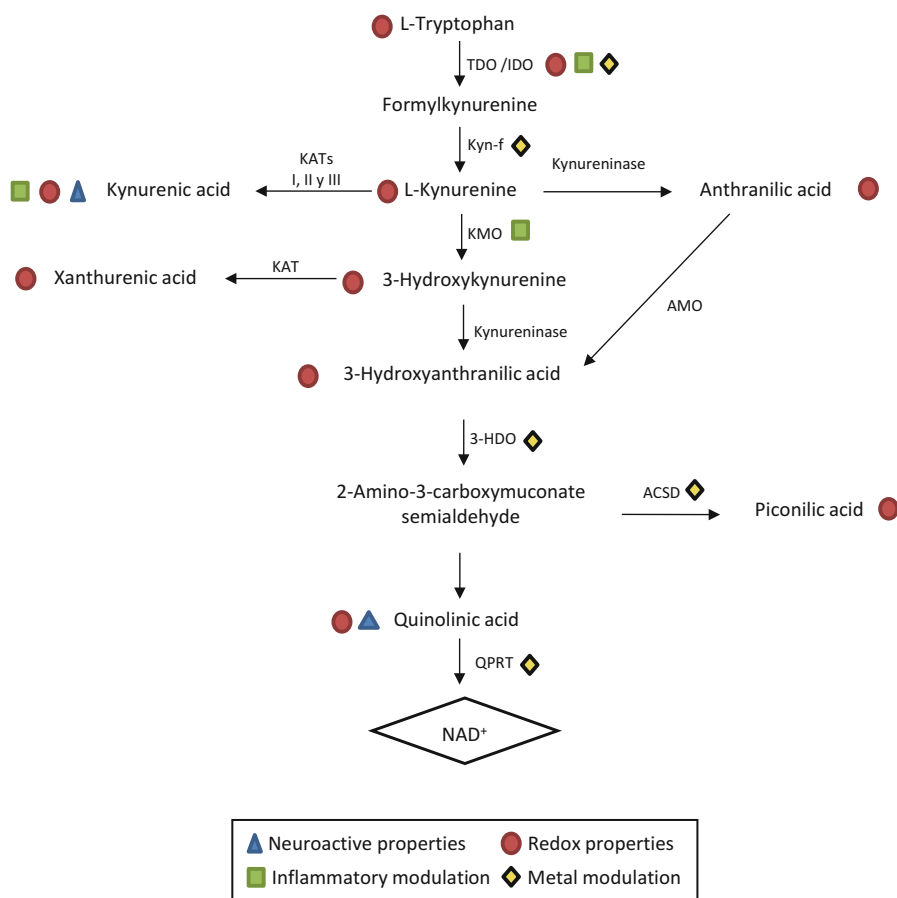 L-Tryptophan
TDO /IDO
Formylkynurenine
Kyn-f
KATs
I, II y III
Kynureninase
Kynurenic acid
L-Kynurenine
Anthranilic acid
KMO
Xanthurenic acid
KAT
3-Hydroxykynurenine
AMO
Kynureninase
3-Hydroxyanthranilic acid
3-HDO
2-Amino-3-carboxymuconate
semialdehyde
ACSD
Piconilic acid
Quinolinic acid
QPRT
NAD⁺
Neuroactive properties
Redox properties
Inflammatory modulation
Metal modulation